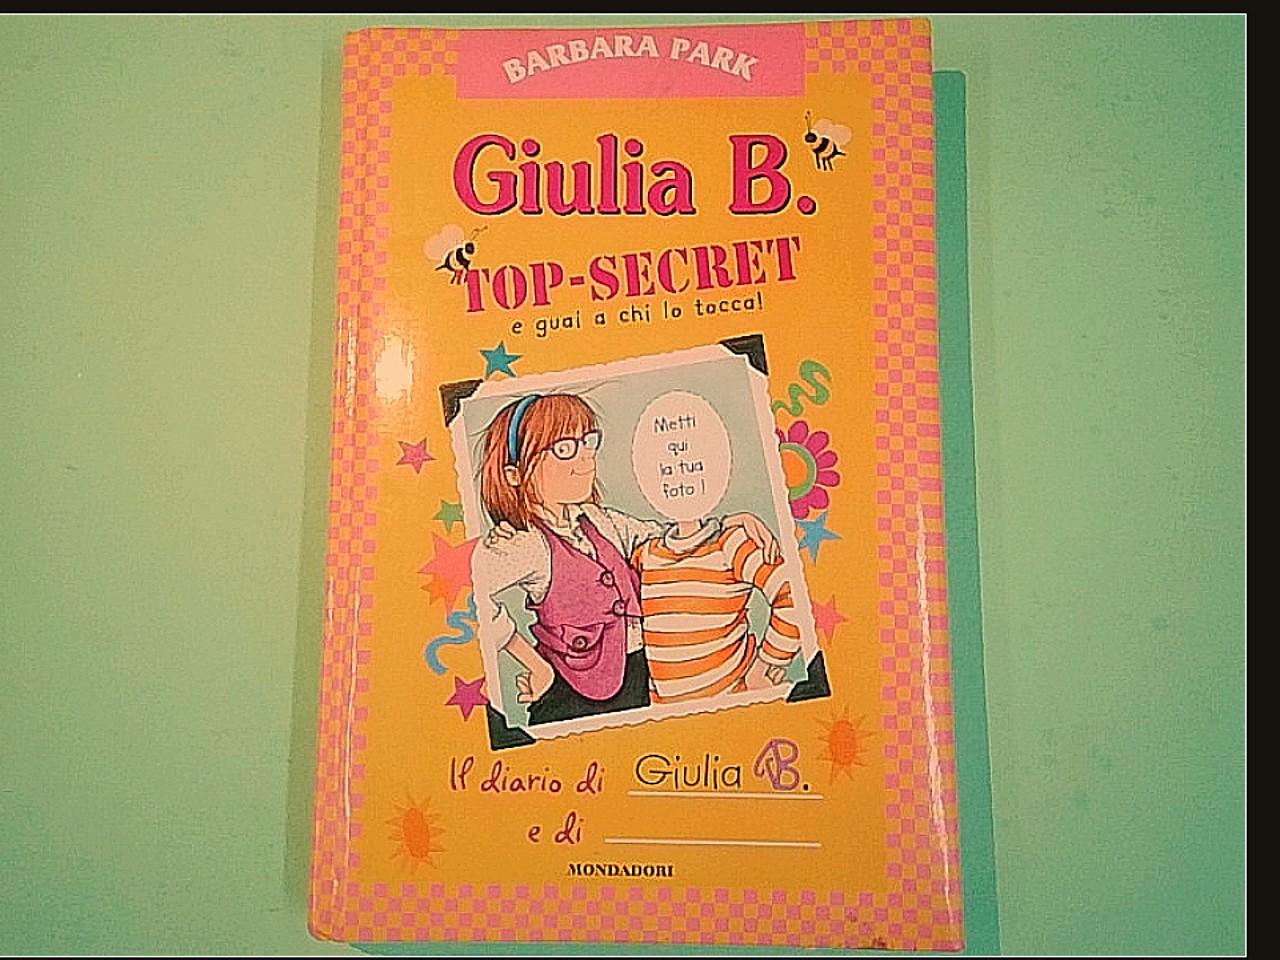 BARBARA PARK
Giulia B.
TOP-SECRET
e guai a chi lo tocca!
Metti
qui
la tua
foto!
Il diario di Giulia B.
e di
MONDADORI